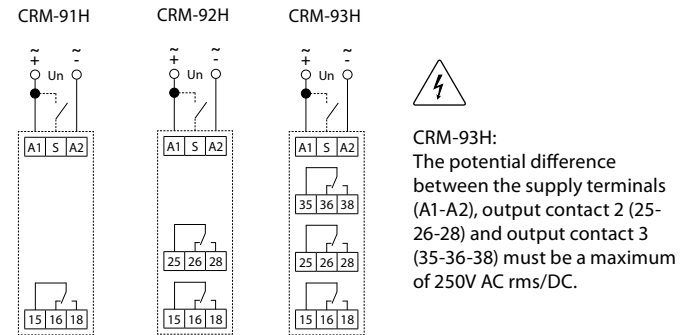 CRM-91H CRM-92H CRM-93H
~ ~ ~ ~ ~ ~
+ - + - + -
Un Un Un
A1 S A2 A1 S A2 A1 S A2
35 36 38
25 26 28 25 26 28
15 16 18 15 16 18 15 16 18
CRM-93H:
The potential difference
between the supply terminals
(A1-A2), output contact 2 (25-
26-28) and output contact 3
(35-36-38) must be a maximum
of 250V AC rms/DC.